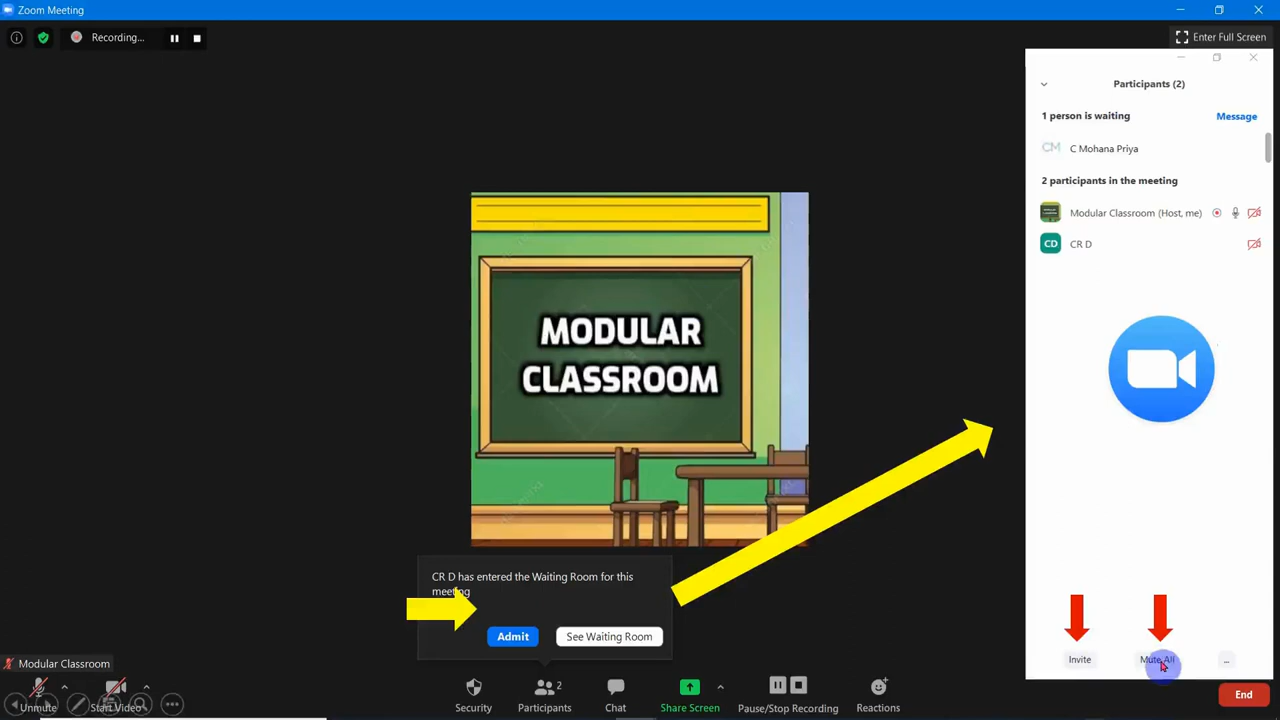 Zoom Meeting
Recording...
Enter Full Screen
Participants (2)
1 person is waiting
Message
CM
C Mohana Priya
2 participants in the meeting
Modular Classroom (Host, me)
CD
CR D
MODULAR
CLASSROOM
CR D has entered the Waiting Room for this
meeting
Admit
See Waiting Room
Invite
Mute All
...
Modular Classroom
Unmute
Start Video
Security
2
Participants
Chat
Share Screen
Pause/Stop Recording
Reactions
End